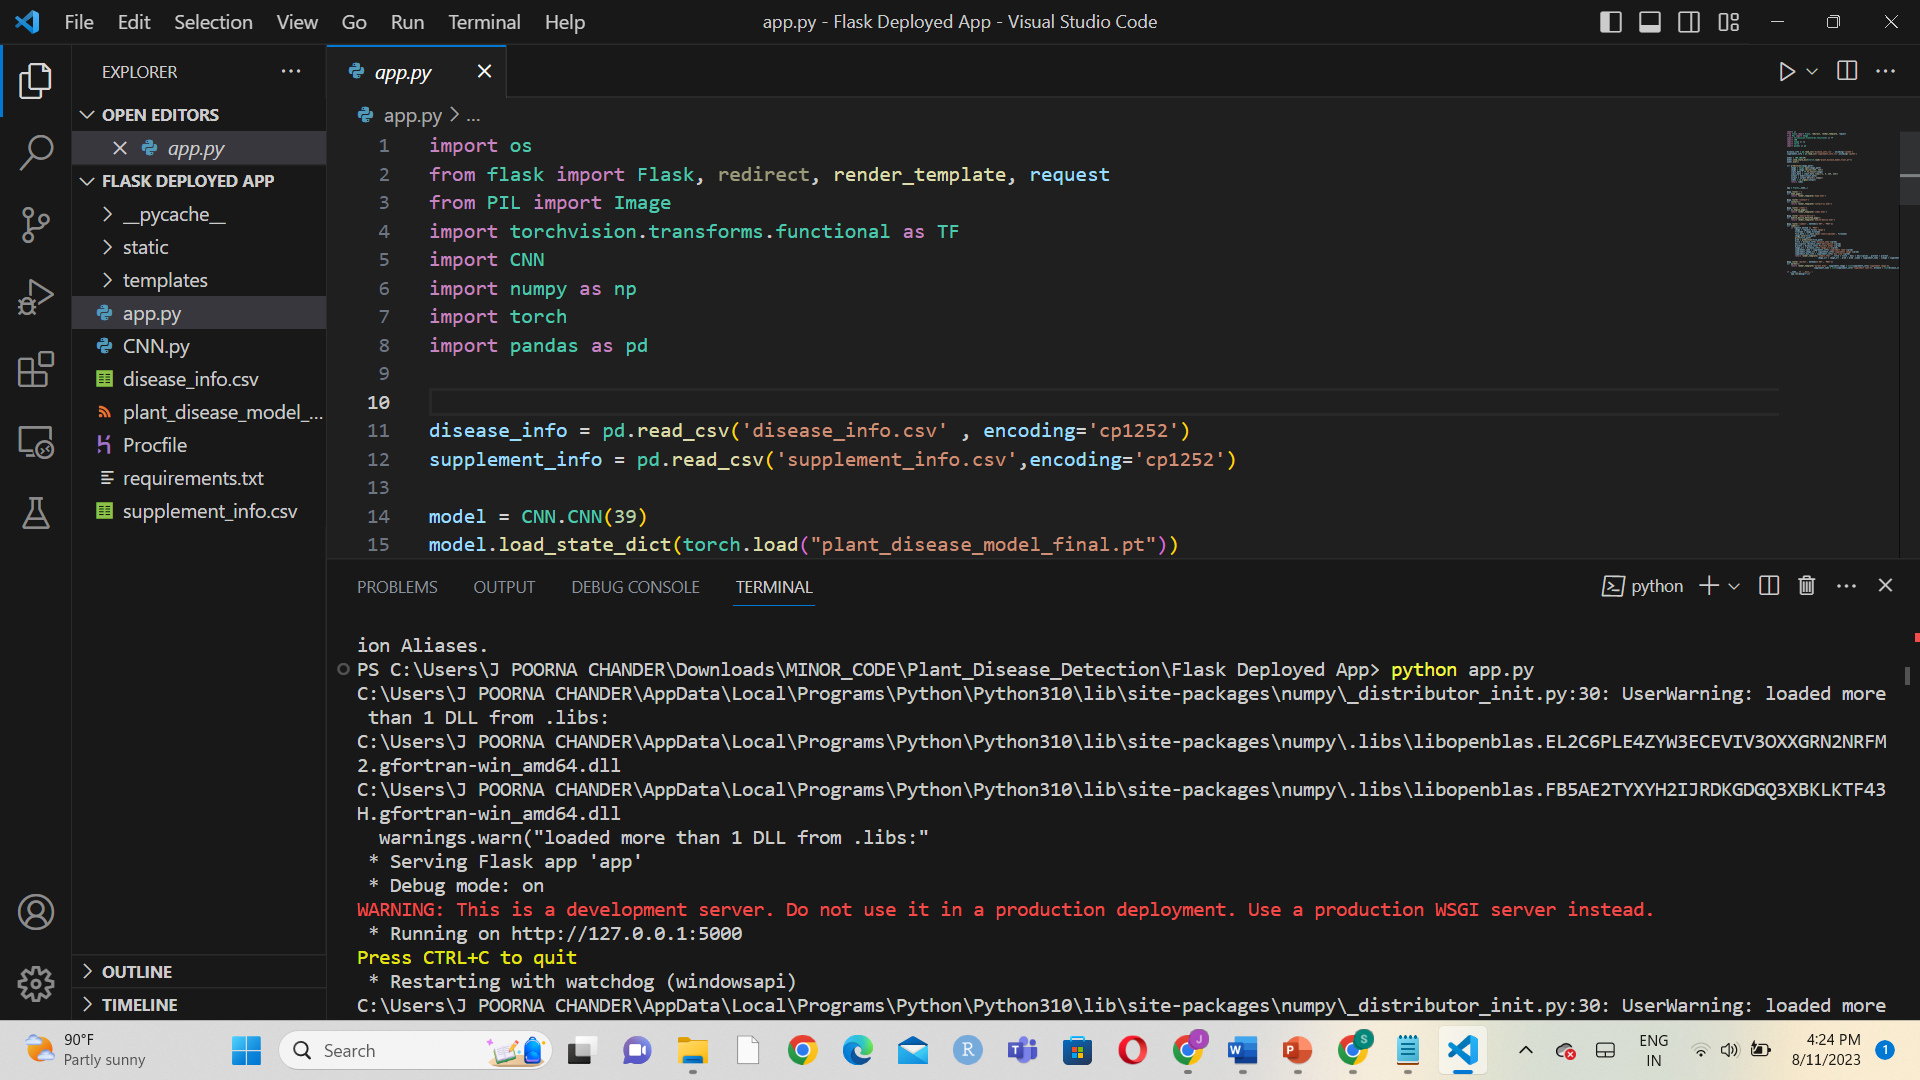 File Edit Selection View Go Run Terminal Help
app.py - Flask Deployed App - Visual Studio Code
EXPLORER
OPEN EDITORS
app.py
FLASK DEPLOYED APP
__pycache__
static
templates
app.py
CNN.py
disease_info.csv
plant_disease_model_...
Procfile
requirements.txt
supplement_info.csv
OUTLINE
TIMELINE
app.py
app.py > ...
1 import os
2 from flask import Flask, redirect, render_template, request
3 from PIL import Image
4 import torchvision.transforms.functional as TF
5 import CNN
6 import numpy as np
7 import torch
8 import pandas as pd
9
10
11 disease_info = pd.read_csv('disease_info.csv' , encoding='cp1252')
12 supplement_info = pd.read_csv('supplement_info.csv',encoding='cp1252')
13
14 model = CNN.CNN(39)
15 model.load_state_dict(torch.load("plant_disease_model_final.pt"))
PROBLEMS OUTPUT DEBUG CONSOLE TERMINAL
python
ion Aliases.
PS C:\Users\J POORNA CHANDER\Downloads\MINOR_CODE\Plant_Disease_Detection\Flask Deployed App> python app.py
C:\Users\J POORNA CHANDER\AppData\Local\Programs\Python\Python310\lib\site-packages\numpy\_distributor_init.py:30: UserWarning: loaded more
than 1 DLL from .libs:
C:\Users\J POORNA CHANDER\AppData\Local\Programs\Python\Python310\lib\site-packages\numpy\.libs\libopenblas.EL2C6PLE4ZYW3ECEVIV3OXXGRN2NRFM
2.gfortran-win_amd64.dll
C:\Users\J POORNA CHANDER\AppData\Local\Programs\Python\Python310\lib\site-packages\numpy\.libs\libopenblas.FB5AE2TYXYH2IJRDKGDGQ3XBKLKTF43
H.gfortran-win_amd64.dll
warnings.warn("loaded more than 1 DLL from .libs:"
* Serving Flask app 'app'
* Debug mode: on
WARNING: This is a development server. Do not use it in a production deployment. Use a production WSGI server instead.
* Running on http://127.0.0.1:5000
Press CTRL+C to quit
* Restarting with watchdog (windowsapi)
C:\Users\J POORNA CHANDER\AppData\Local\Programs\Python\Python310\lib\site-packages\numpy\_distributor_init.py:30: UserWarning: loaded more
90°F
Partly sunny
Search
ENG
IN
4:24 PM
8/11/2023
1